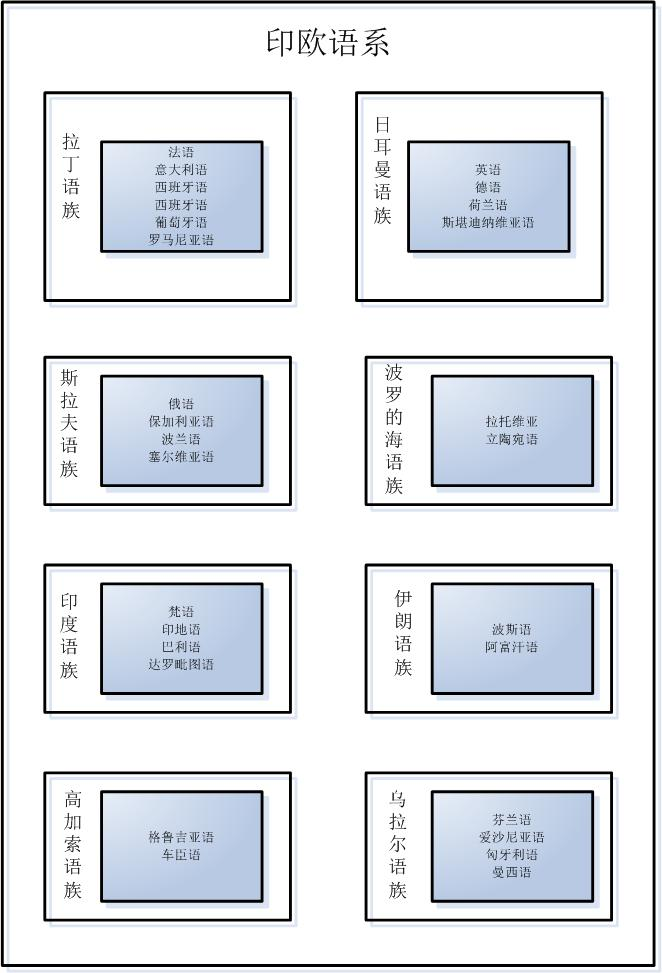 印欧语系
拉丁语族
法语
意大利语
西班牙语
西班牙语
葡萄牙语
罗马尼亚语
日耳曼语族
英语
德语
荷兰语
斯堪迪纳维亚语
斯拉夫语族
俄语
保加利亚语
波兰语
塞尔维亚语
波罗的海语族
拉托维亚
立陶宛语
印度语族
梵语
印地语
巴利语
达罗毗图语
伊朗语族
波斯语
阿富汗语
高加索语族
格鲁吉亚语
车臣语
乌拉尔语族
芬兰语
爱沙尼亚语
匈牙利语
曼西语